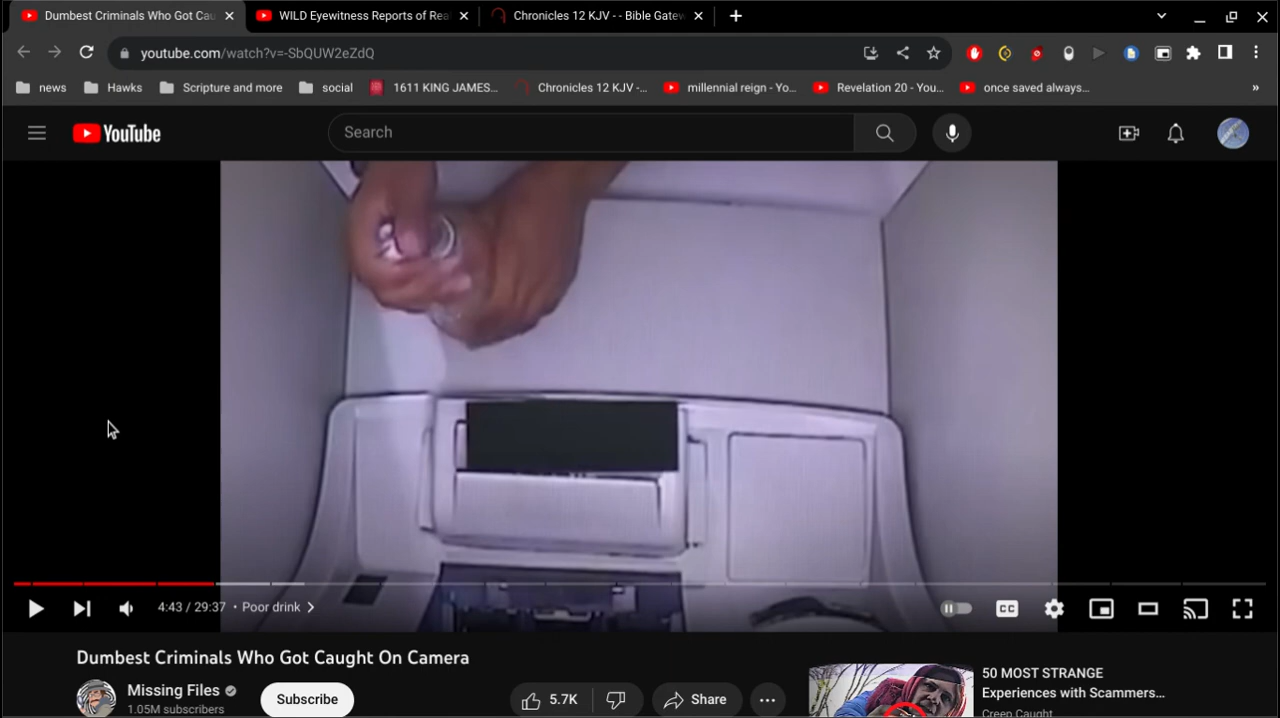 Dumbest Criminals Who Got Cau
WILD Eyewitness Reports of Rea
Chronicles 12 KJV - - Bible Gatew
youtube.com/watch?v=-SbQUW2eZdQ
news
Hawks
Scripture and more
social
1611 KING JAMES...
Chronicles 12 KJV -...
millennial reign - Yo...
Revelation 20 - You...
once saved always...
YouTube
Search
4:43 / 29:37 • Poor drink
CC
Dumbest Criminals Who Got Caught On Camera
Missing Files
1.05M subscribers
Subscribe
5.7K
Share
50 MOST STRANGE
Experiences with Scammers...
Creep Caught